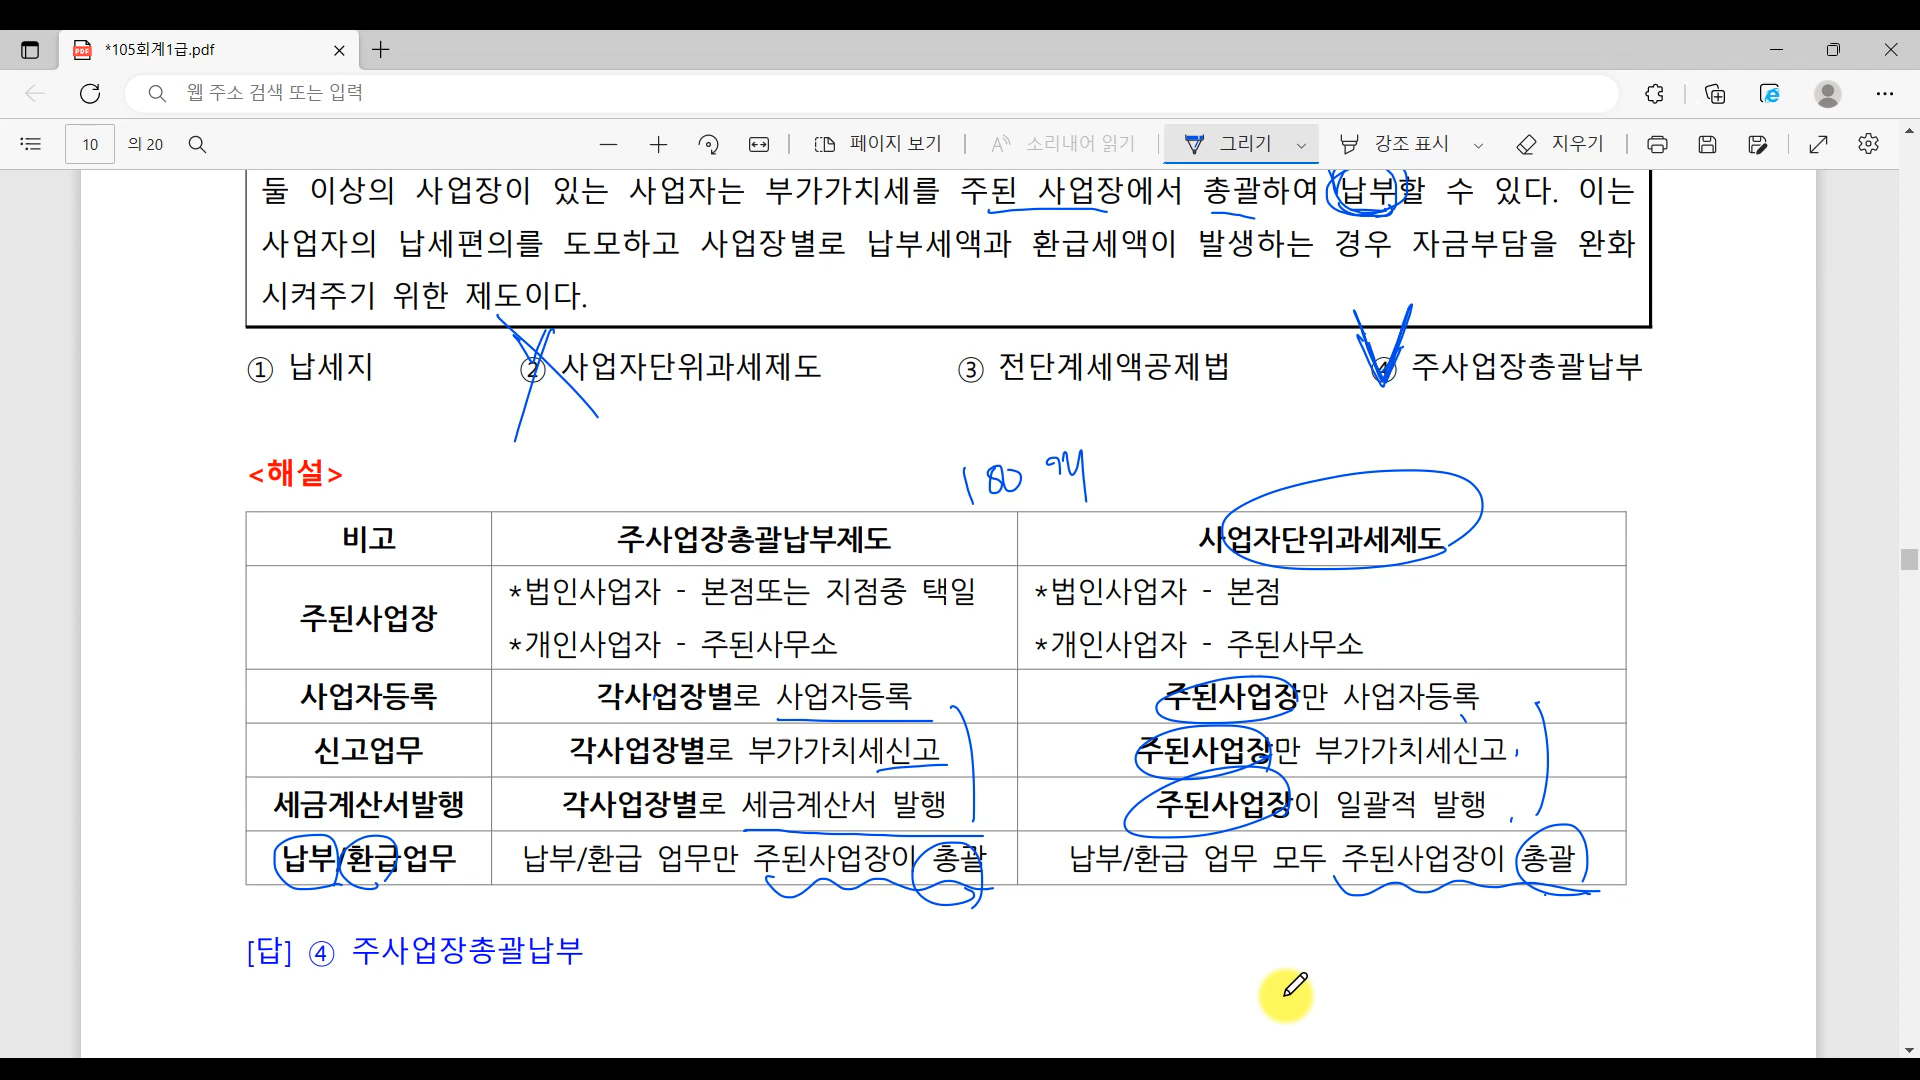 *105회계1급.pdf
웹 주소 검색 또는 입력
10 의 20 페이지 보기 소리내어 읽기 그리기 강조 표시 지우기
둘 이상의 사업장이 있는 사업자는 부가가치세를 주된 사업장에서 총괄하여 납부할 수 있다. 이는
사업자의 납세편의를 도모하고 사업장별로 납부세액과 환급세액이 발생하는 경우 자금부담을 완화
시켜주기 위한 제도이다.
① 납세지 ② 사업자단위과세제도 ③ 전단계세액공제법 ④ 주사업장총괄납부
<해설>
180
비고 주사업장총괄납부제도 사업자단위과세제도
주된사업장
*법인사업자 - 본점또는 지점중 택일 *법인사업자 - 본점
*개인사업자 - 주된사무소 *개인사업자 - 주된사무소
사업자등록 각사업장별로 사업자등록 주된사업장만 사업자등록
신고업무 각사업장별로 부가가치세신고 주된사업장만 부가가치세신고
세금계산서발행 각사업장별로 세금계산서 발행 주된사업장이 일괄적 발행
납부/환급업무 납부/환급 업무만 주된사업장이 총괄 납부/환급 업무 모두 주된사업장이 총괄
[답] ④ 주사업장총괄납부